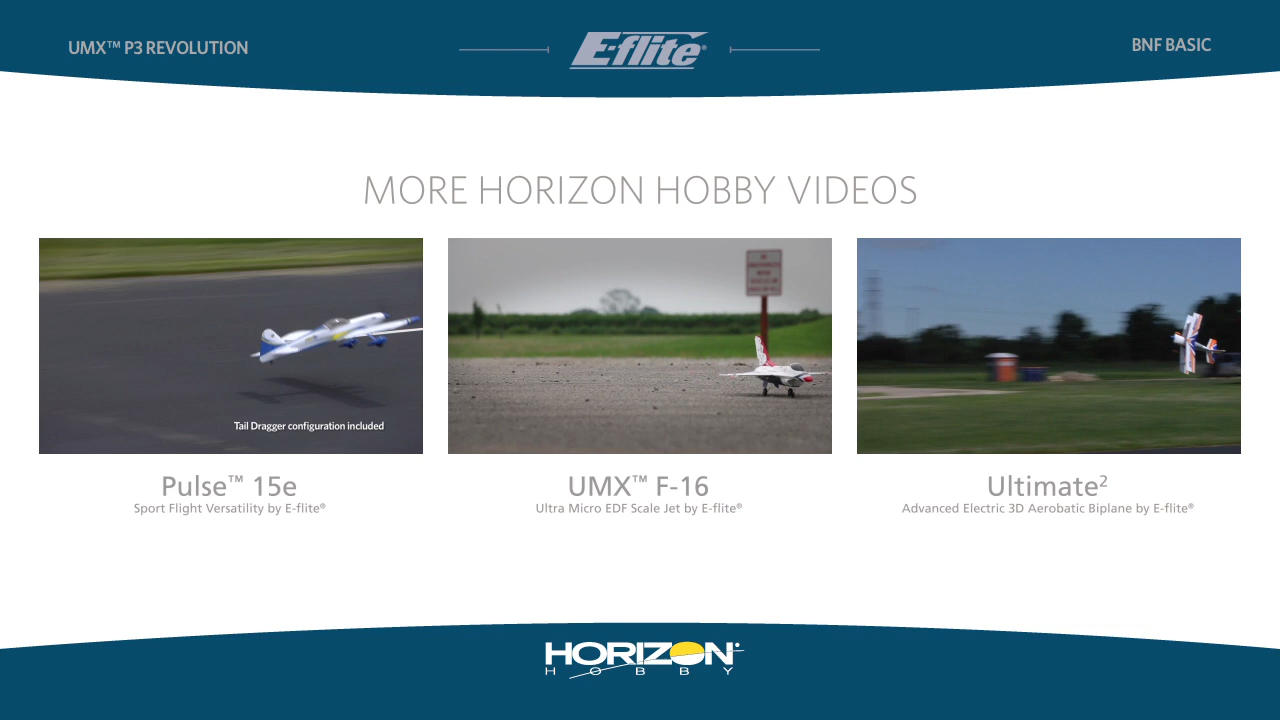 UMX™ P3 REVOLUTION
E-flite®
BNF BASIC
MORE HORIZON HOBBY VIDEOS
Tail Dragger configuration included
Pulse™ 15e
Sport Flight Versatility by E-flite®
UMX™ F-16
Ultra Micro EDF Scale Jet by E-flite®
Ultimate²
Advanced Electric 3D Aerobatic Biplane by E-flite®
HORIZON
HOBBY